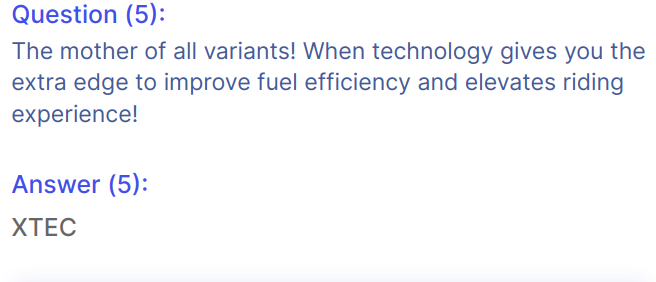 Question (5):
The mother of all variants! When technology gives you the
extra edge to improve fuel efficiency and elevates riding
experience!
Answer (5):
XTEC